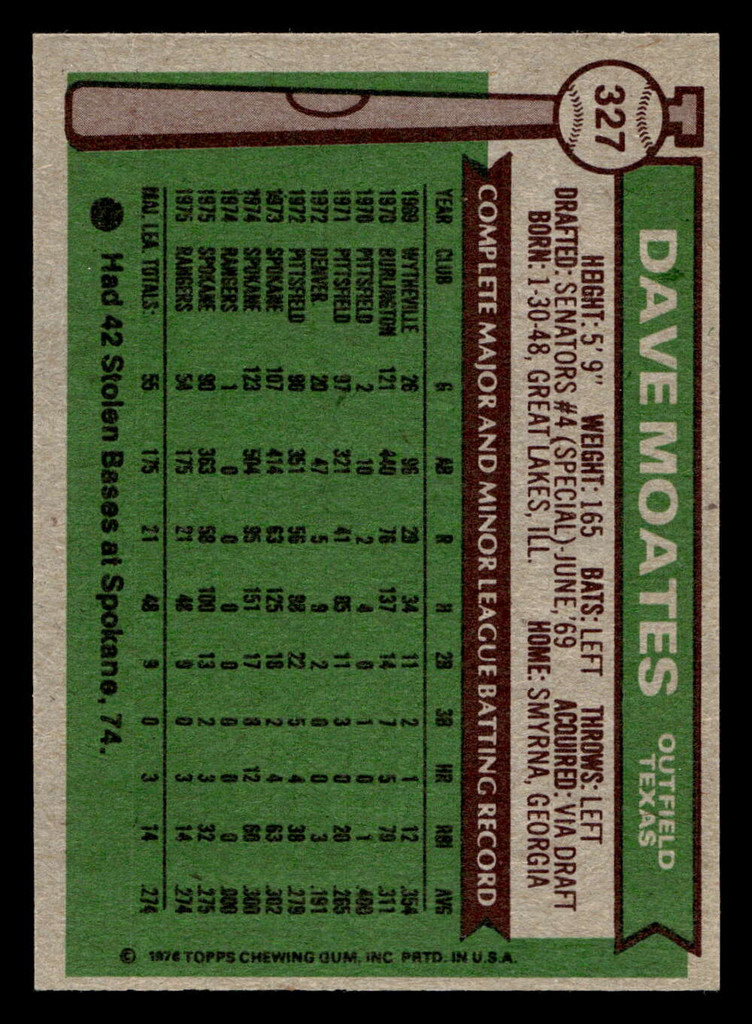 327
DAVE MOATES OUTFIELD
TEXAS
HEIGHT: 5'9" WEIGHT: 165 BATS: LEFT THROWS: LEFT
DRAFTED: SENATORS #4 (SPECIAL)-JUNE,'69 ACQUIRED: VIA DRAFT
BORN: 1-30-48, GREAT LAKES, ILL. HOME: SMYRNA, GEORGIA
COMPLETE MAJOR AND MINOR LEAGUE BATTING RECORD
YEAR CLUB G AB R H 2B 3B HR RBI AVG
1969 WYTHEVILLE 26 96 29 34 11 2 1 12 .354
1970 BURLINGTON 121 440 76 137 14 7 5 79 .311
1970 PITTSFIELD 2 10 2 4 0 1 0 1 .400
1971 PITTSFIELD 97 321 41 85 11 3 0 20 .265
1972 DENVER 20 47 5 9 2 0 0 3 .191
1972 PITTSFIELD 96 351 56 98 22 5 4 38 .279
1973 SPOKANE 107 414 63 125 18 2 4 63 .302
1974 SPOKANE 123 504 95 151 17 8 12 66 .300
1974 RANGERS 1 0 0 0 0 0 0 0 .000
1975 SPOKANE 90 363 58 100 13 2 3 32 .275
1975 RANGERS 54 175 21 48 9 0 3 14 .274
MAJ. LEA. TOTALS: 55 175 21 48 9 0 3 14 .274
Had 42 Stolen Bases at Spokane, 74.
© 1976 TOPPS CHEWING GUM, INC PRTD. IN U.S.A.